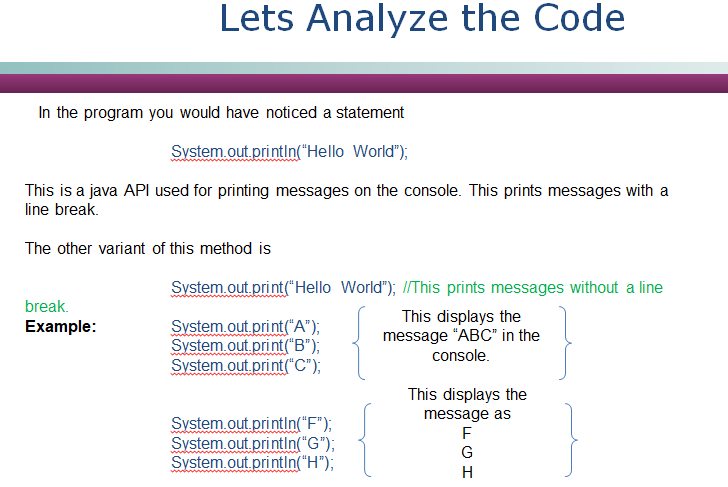 Lets Analyze the Code
In the program you would have noticed a statement
System.out.println(“Hello World”);
This is a java API used for printing messages on the console. This prints messages with a
line break.
The other variant of this method is
System.out.print(“Hello World”); //This prints messages without a line
break.
Example:
System.out.print(“A”);
System.out.print(“B”);
System.out.print(“C”);
This displays the
message “ABC” in the
console.
System.out.println(“F”);
System.out.println(“G”);
System.out.println(“H”);
This displays the
message as
F
G
H